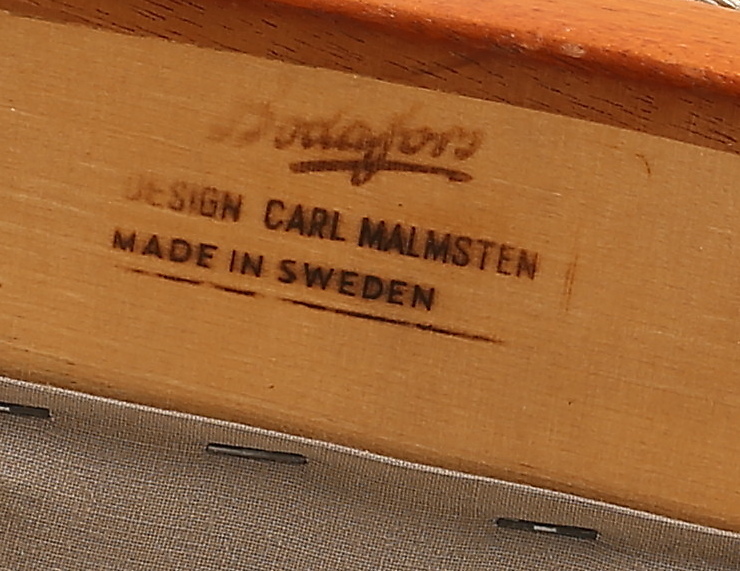 Bodafors
DESIGN CARL MALMSTEN
MADE IN SWEDEN